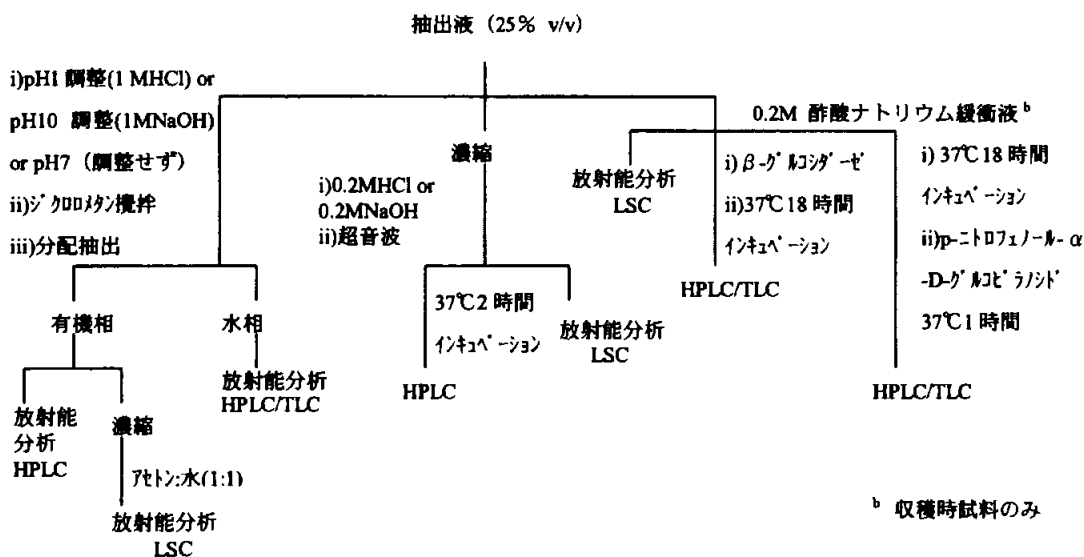 抽出液 (25% v/v)
i)pH1 調整(1 MHCl) or
pH10 調整(1MNaOH)
or pH7 (調整せず)
ii)ｼﾞｸﾛﾛﾒﾀﾝ攪拌
iii)分配抽出
有機相
水相
放射能
分析
HPLC
濃縮
ｱｾﾄﾝ:水(1:1)
放射能分析
LSC
放射能分析
HPLC/TLC
濃縮
i)0.2MHCl or
0.2MNaOH
ii)超音波
37℃2 時間
ｲﾝｷｭﾍﾞｰｼｮﾝ
HPLC
放射能分析
LSC
0.2M 酢酸ナトリウム緩衝液 b
放射能分析
LSC
i) β-ｸﾞﾙｺｼﾀﾞｰｾﾞ
ii)37℃18 時間
ｲﾝｷｭﾍﾞｰｼｮﾝ
HPLC/TLC
i) 37℃18 時間
ｲﾝｷｭﾍﾞｰｼｮﾝ
ii)p-ﾆﾄﾛﾌｪﾉｰﾙ- α
-D-ｸﾞﾙｺﾋﾟﾗﾉｼﾄﾞ
37℃1 時間
HPLC/TLC
b 収穫時試料のみ